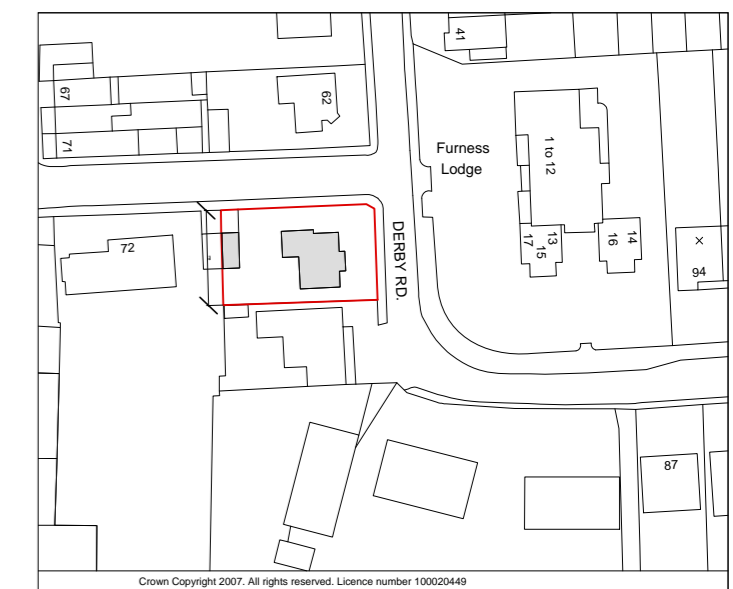 41
67
62
71
Furness
Lodge
1 to 12
72
DERBY RD.
17
15
13
16
14
94
87
Crown Copyright 2007. All rights reserved. Licence number 100020449